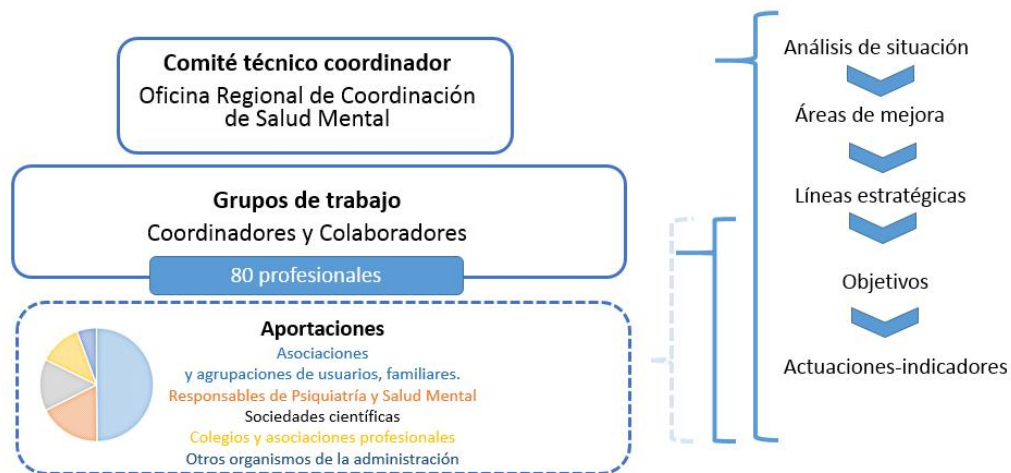 Comité técnico coordinador
Oficina Regional de Coordinación
de Salud Mental
Grupos de trabajo
Coordinadores y Colaboradores
80 profesionales
Aportaciones
Asociaciones
y agrupaciones de usuarios, familiares.
Responsables de Psiquiatría y Salud Mental
Sociedades científicas
Colegios y asociaciones profesionales
Otros organismos de la administración
Análisis de situación
Áreas de mejora
Líneas estratégicas
Objetivos
Actuaciones-indicadores